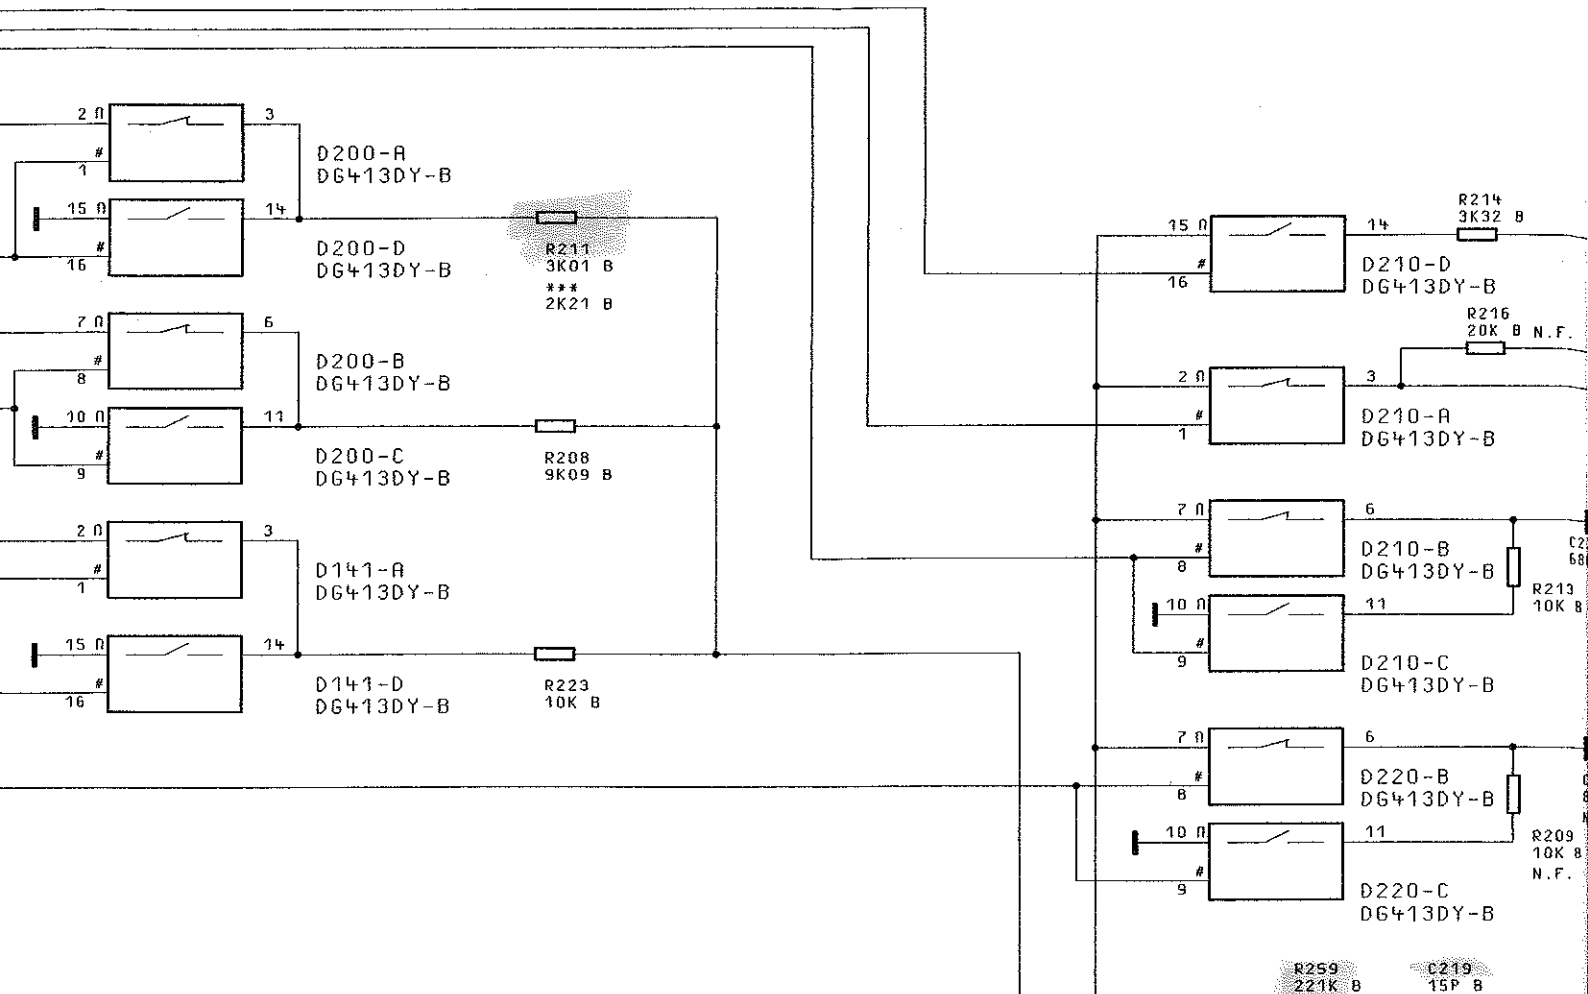 2
3
#
1
D200-A
DG413DY-B
15
14
#
16
D200-D
DG413DY-B
R211
3K01 B
***
2K21 B
7
6
#
8
D200-B
DG413DY-B
10
11
#
9
D200-C
DG413DY-B
R208
9K09 B
2
3
#
1
D141-A
DG413DY-B
15
14
#
16
D141-D
DG413DY-B
R223
10K B
15
14
#
16
R214
3K32 B
D210-D
DG413DY-B
R216
20K B N.F.
2
3
#
1
D210-A
DG413DY-B
7
6
#
8
D210-B
DG413DY-B
R213
10K B
10
11
#
9
D210-C
DG413DY-B
7
6
#
8
D220-B
DG413DY-B
10
11
#
9
R209
10K B
N.F.
D220-C
DG413DY-B
R259
221K B
C219
15P B